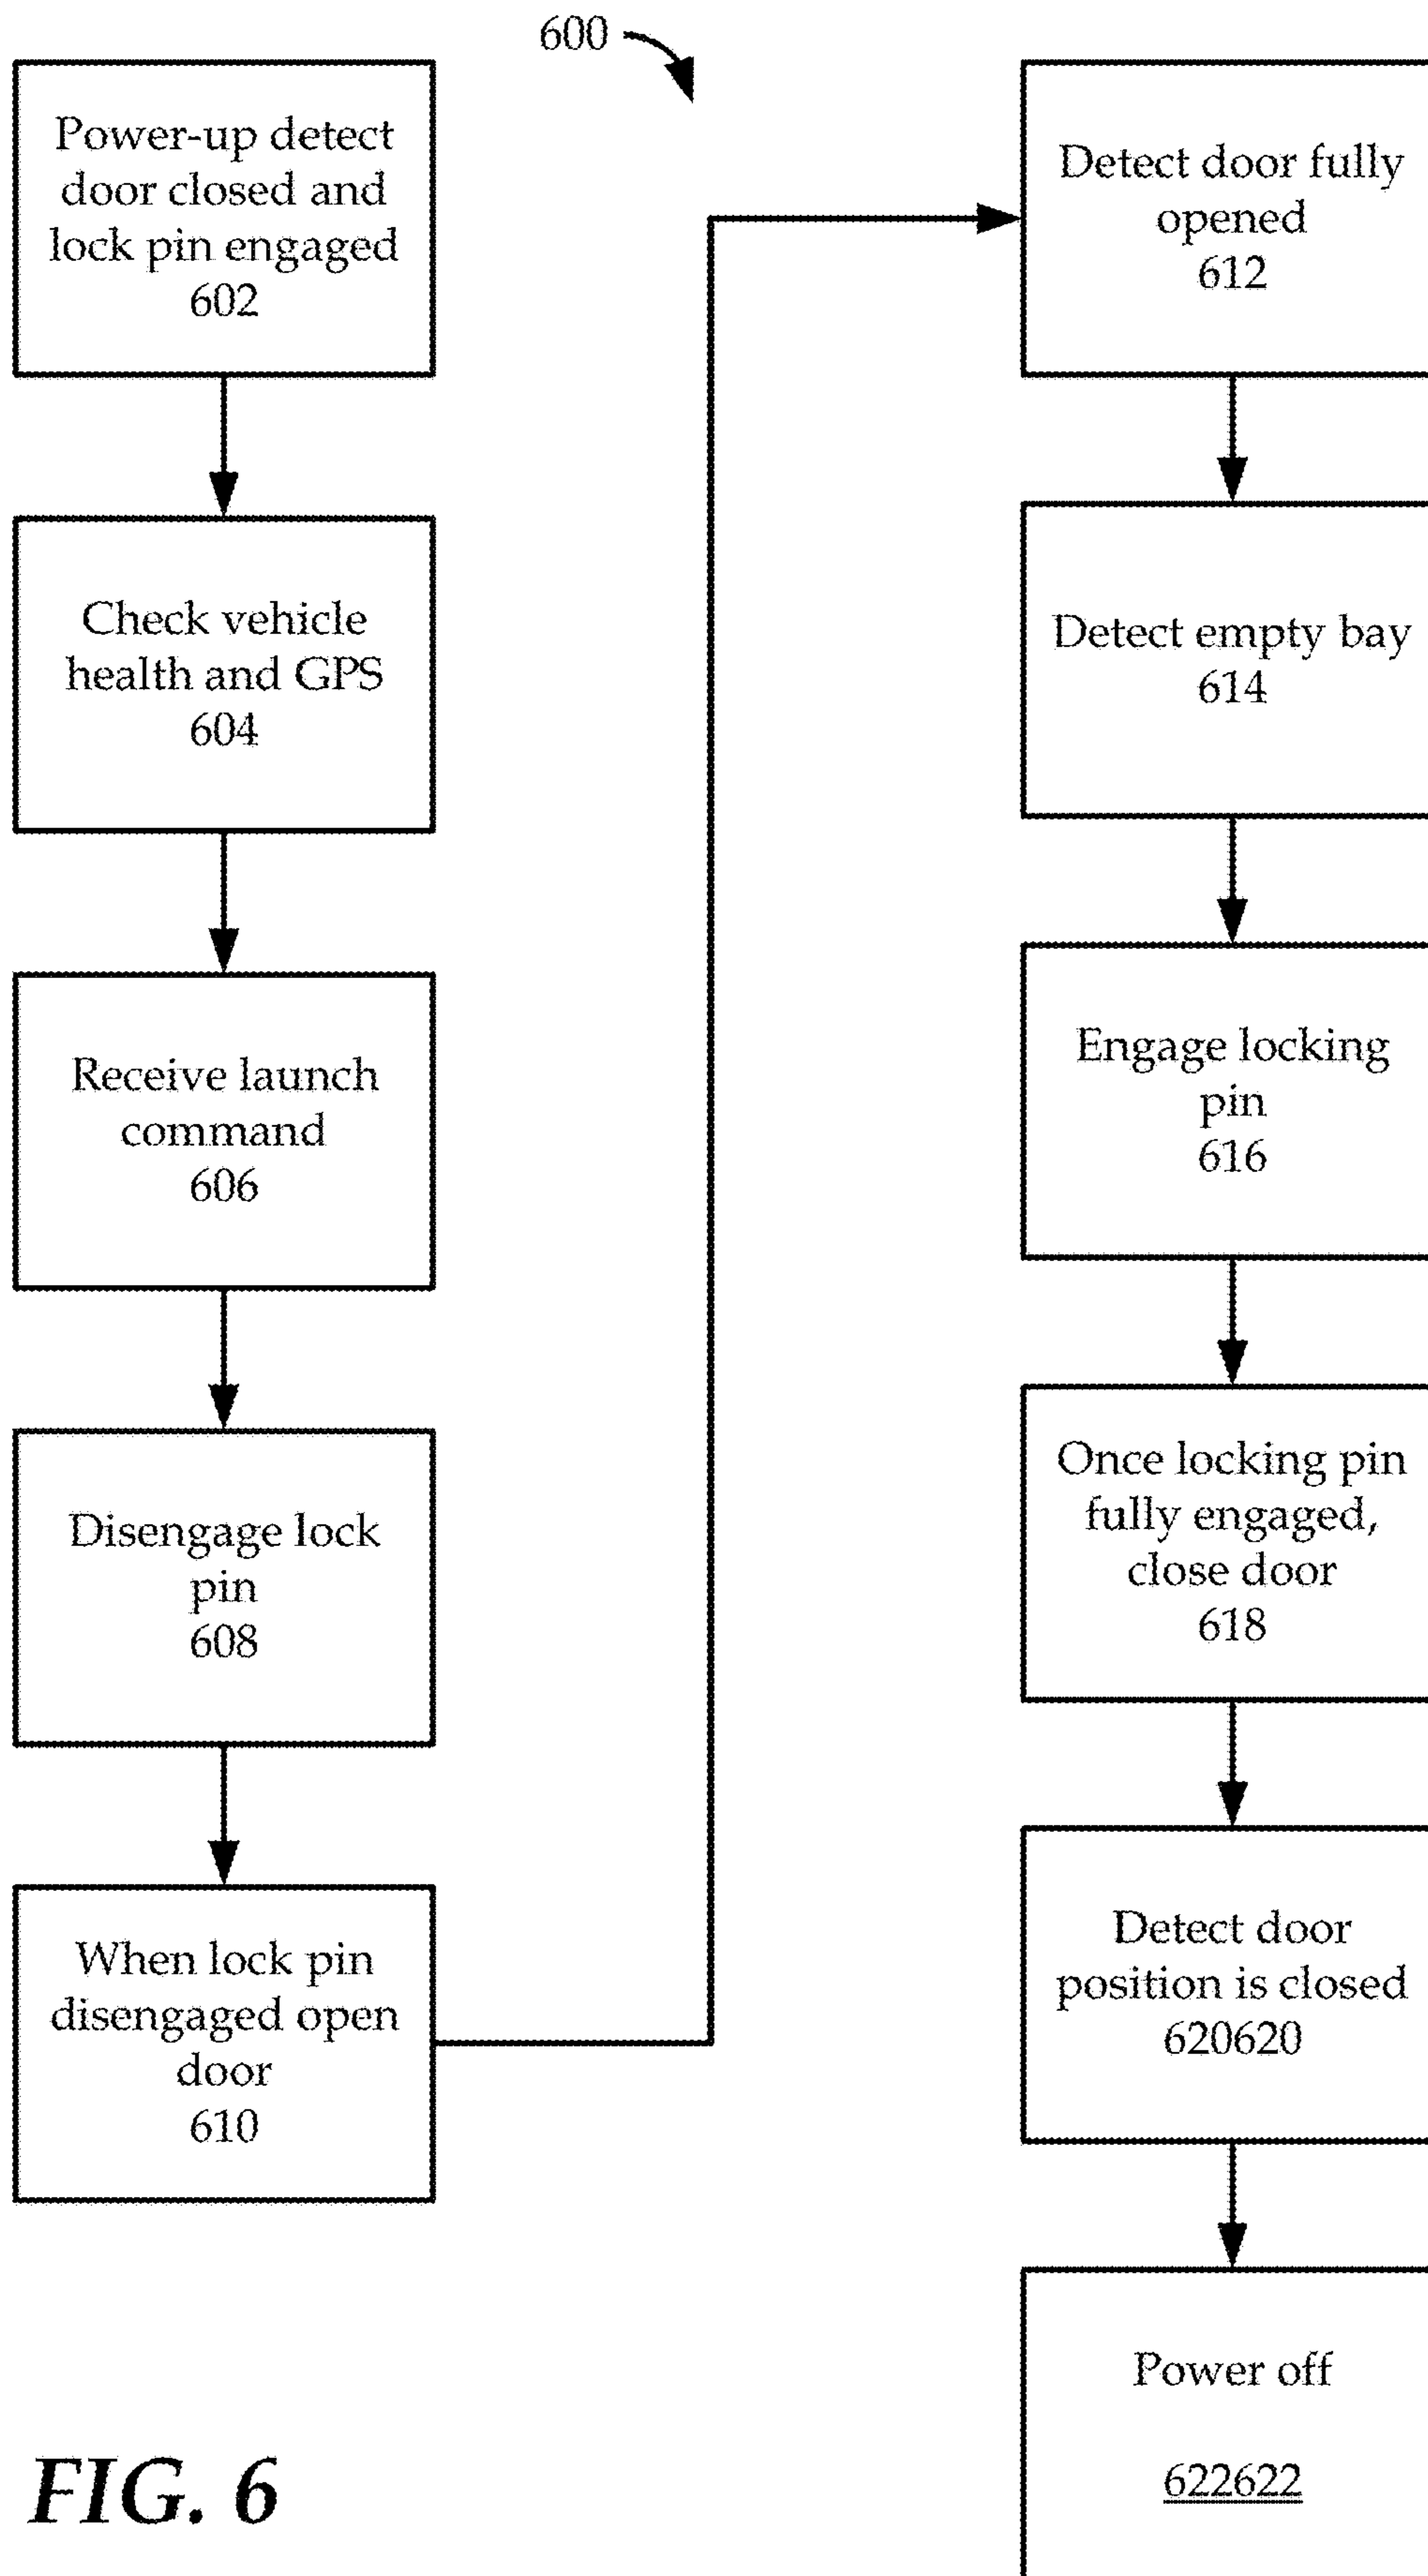 600
Power-up detect
door closed and
lock pin engaged
602
Check vehicle
health and GPS
604
Receive launch
command
606
Disengage lock
pin
608
When lock pin
disengaged open
door
610
Detect door fully
opened
612
Detect empty bay
614
Engage locking
pin
616
Once locking pin
fully engaged,
close door
618
Detect door
position is closed
620620
Power off
622622
FIG. 6